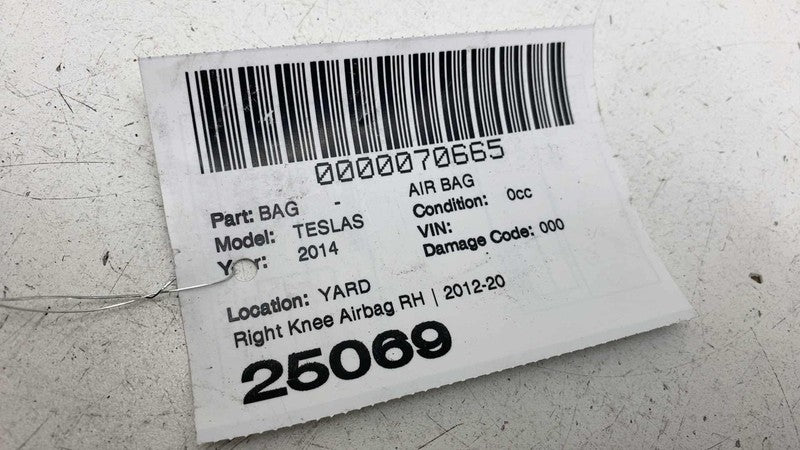 0000070665
Part: BAG - AIR BAG
Model: TESLAS Condition: 0cc
Year: 2014 VIN:
Damage Code: 000
Location: YARD
Right Knee Airbag RH | 2012-20
25069